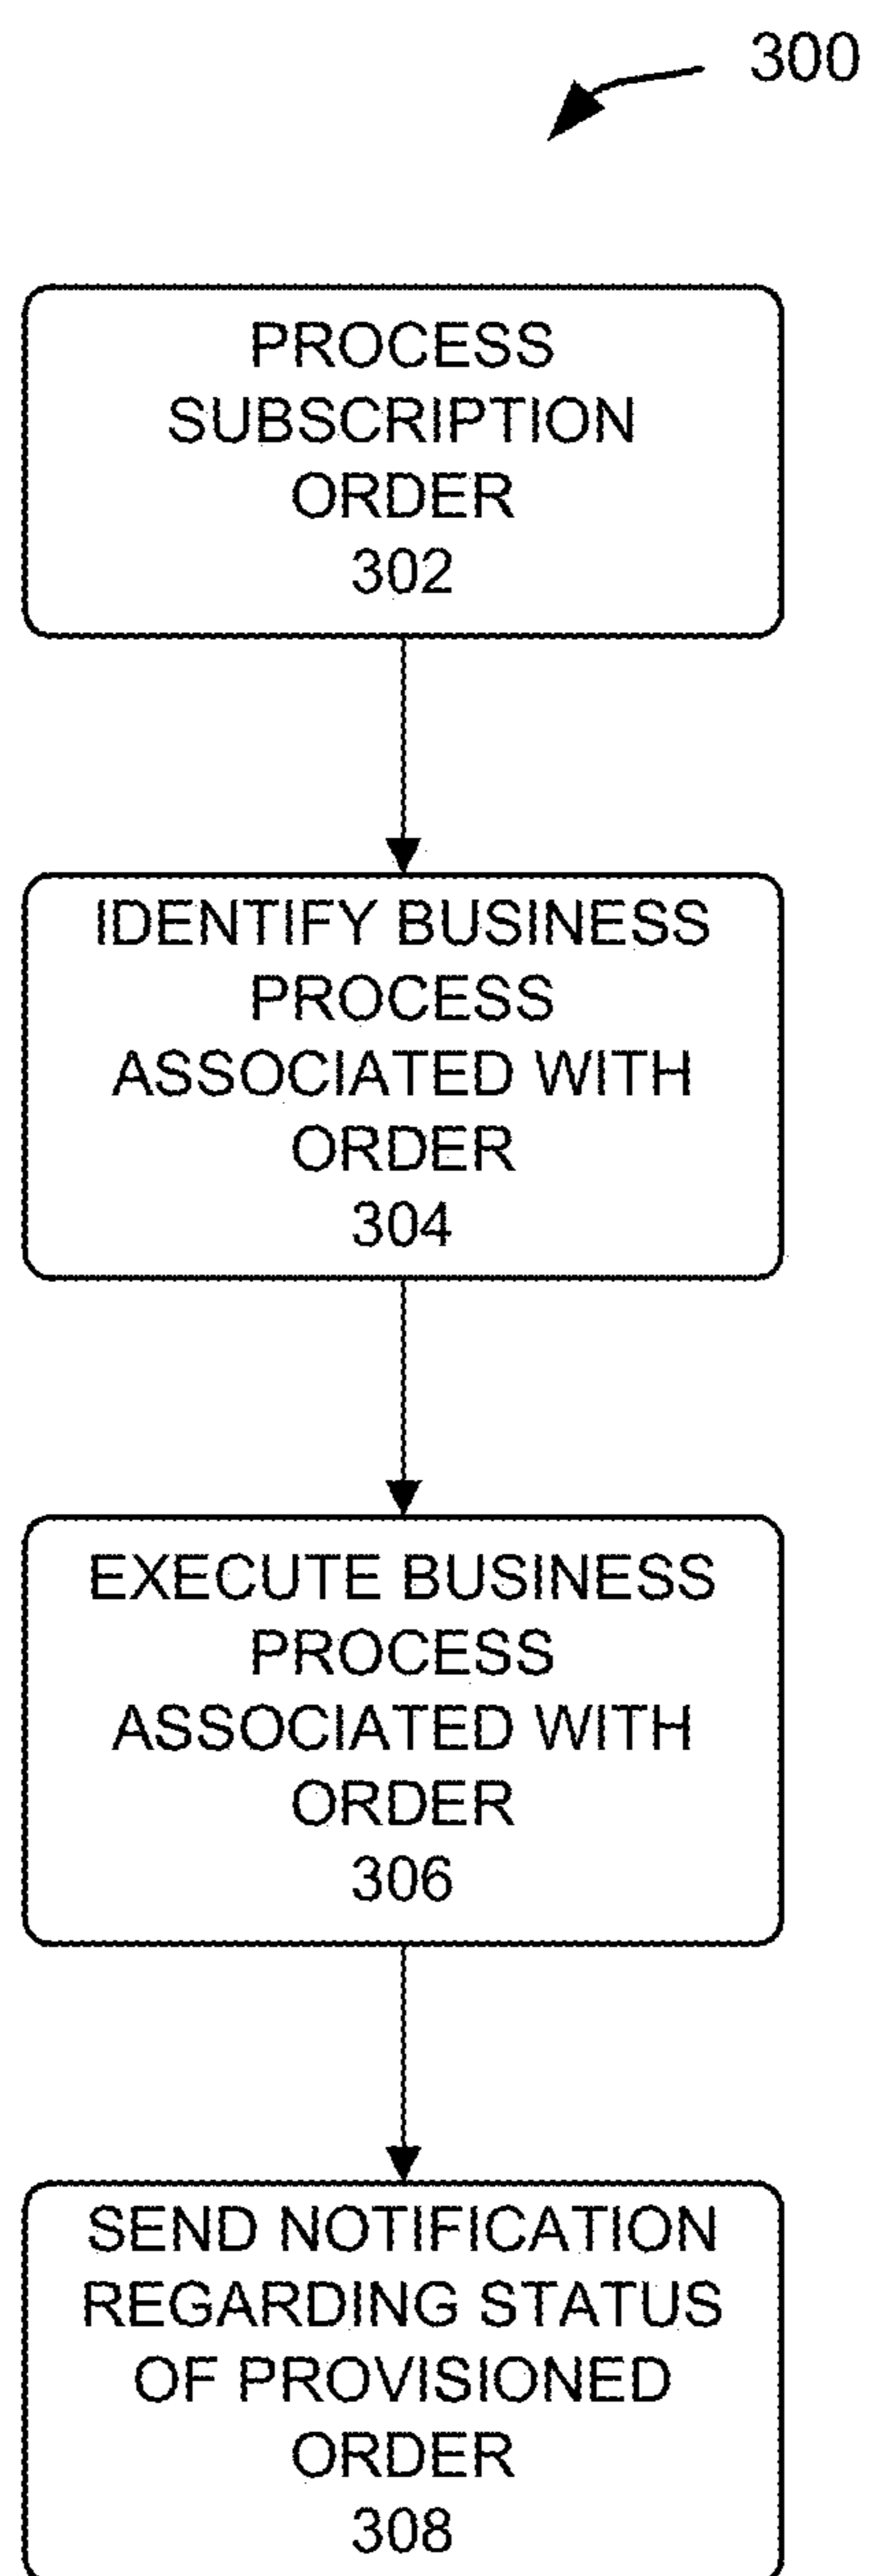 300
PROCESS
SUBSCRIPTION
ORDER
302
IDENTIFY BUSINESS
PROCESS
ASSOCIATED WITH
ORDER
304
EXECUTE BUSINESS
PROCESS
ASSOCIATED WITH
ORDER
306
SEND NOTIFICATION
REGARDING STATUS
OF PROVISIONED
ORDER
308